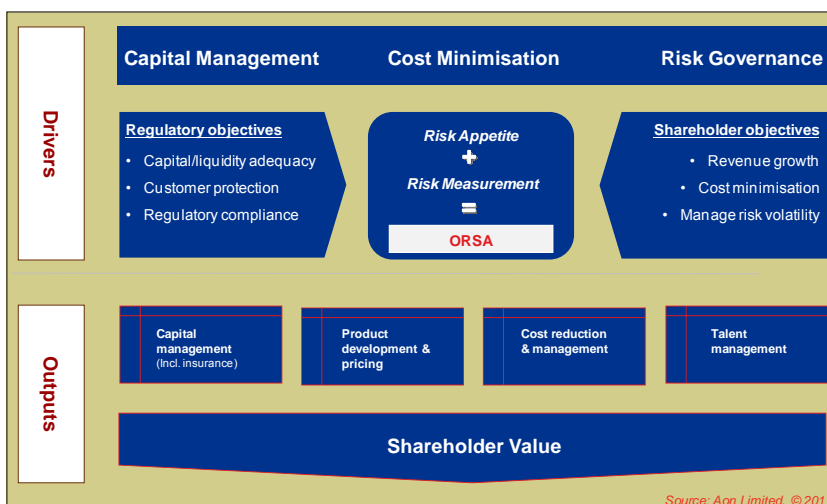 Capital Management
Cost Minimisation
Risk Governance
Drivers
Regulatory objectives
• Capital/liquidity adequacy
• Customer protection
• Regulatory compliance
Risk Appetite
+
Risk Measurement
=
ORSA
Shareholder objectives
• Revenue growth
• Cost minimisation
• Manage risk volatility
Outputs
Capital
management
(Incl. insurance)
Product
development &
pricing
Cost reduction
& management
Talent
management
Shareholder Value
Source: Aon Limited, © 201